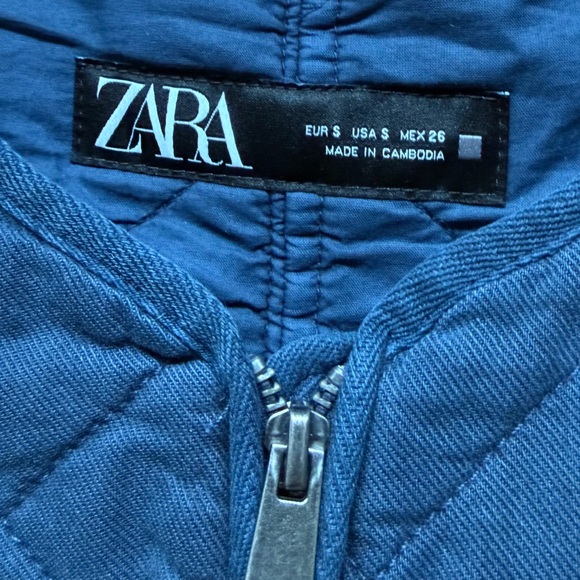 ZARA
EUR S USA S MEX 26
MADE IN CAMBODIA